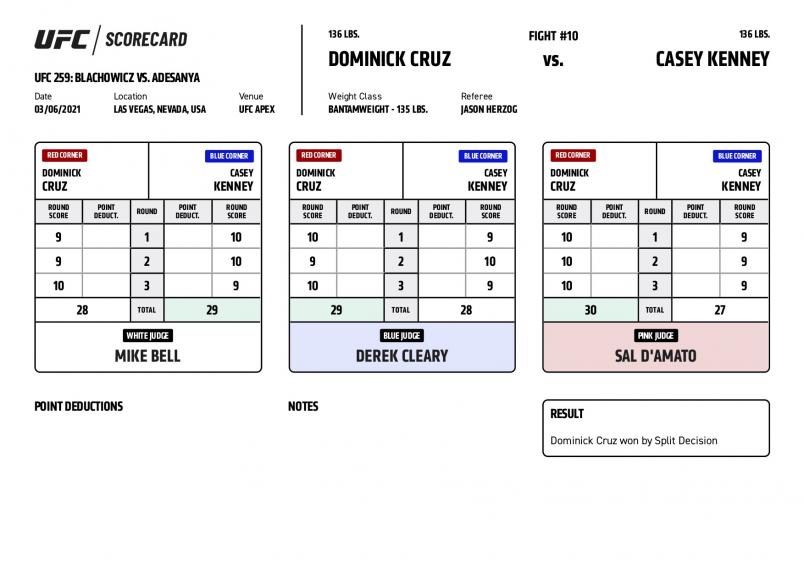 UFC / SCORECARD
UFC 259: BLACHOWICZ VS. ADESANYA
Date Location Venue
03/06/2021 LAS VEGAS, NEVADA, USA UFC APEX
136 LBS. FIGHT #10 136 LBS.
DOMINICK CRUZ VS. CASEY KENNEY
Weight Class Referee
BANTAMWEIGHT - 135 LBS. JASON HERZOG
RED CORNER BLUE CORNER
DOMINICK CASEY
CRUZ KENNEY
ROUND SCORE POINT DEDUCT. ROUND POINT DEDUCT. ROUND SCORE
9 1 10
9 2 10
10 3 9
28 TOTAL 29
WHITE JUDGE
MIKE BELL
RED CORNER BLUE CORNER
DOMINICK CASEY
CRUZ KENNEY
ROUND SCORE POINT DEDUCT. ROUND POINT DEDUCT. ROUND SCORE
10 1 9
9 2 10
10 3 9
29 TOTAL 28
BLUE JUDGE
DEREK CLEARY
RED CORNER BLUE CORNER
DOMINICK CASEY
CRUZ KENNEY
ROUND SCORE POINT DEDUCT. ROUND POINT DEDUCT. ROUND SCORE
10 1 9
10 2 9
10 3 9
30 TOTAL 27
PINK JUDGE
SAL D'AMATO
POINT DEDUCTIONS
NOTES
RESULT
Dominick Cruz won by Split Decision